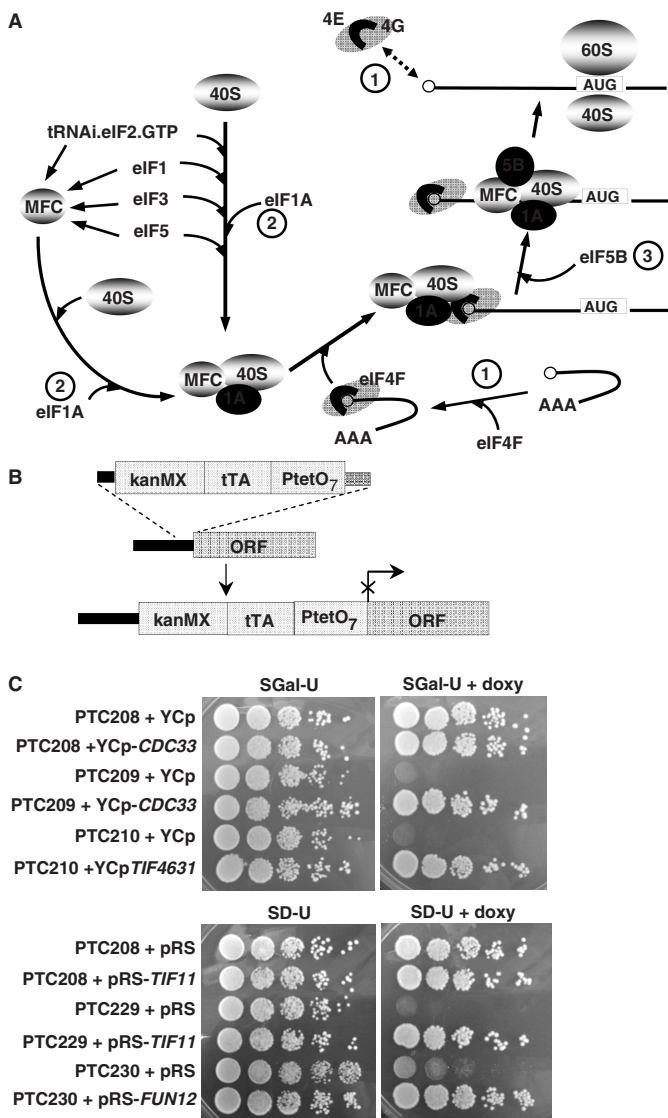 A
4E
4G
1
60S
AUG
40S
40S
tRNAi.eIF2.GTP
eIF1
eIF3
eIF5
MFC
eIF1A
2
40S
2
eIF1A
MFC
40S
1A
5B
MFC
40S
1A
AUG
eIF5B
3
MFC
40S
1A
AUG
eIF4F
AAA
1
eIF4F
AAA
B
kanMX
tTA
PtetO7
ORF
kanMX
tTA
PtetO7
ORF
C
SGal-U
SGal-U + doxy
PTC208 + YCp
PTC208 +YCp-CDC33
PTC209 + YCp
PTC209 + YCp-CDC33
PTC210 + YCp
PTC210 +YCpTIF4631
SD-U
SD-U + doxy
PTC208 + pRS
PTC208 + pRS-TIF11
PTC229 + pRS
PTC229 + pRS-TIF11
PTC230 + pRS
PTC230 + pRS-FUN12